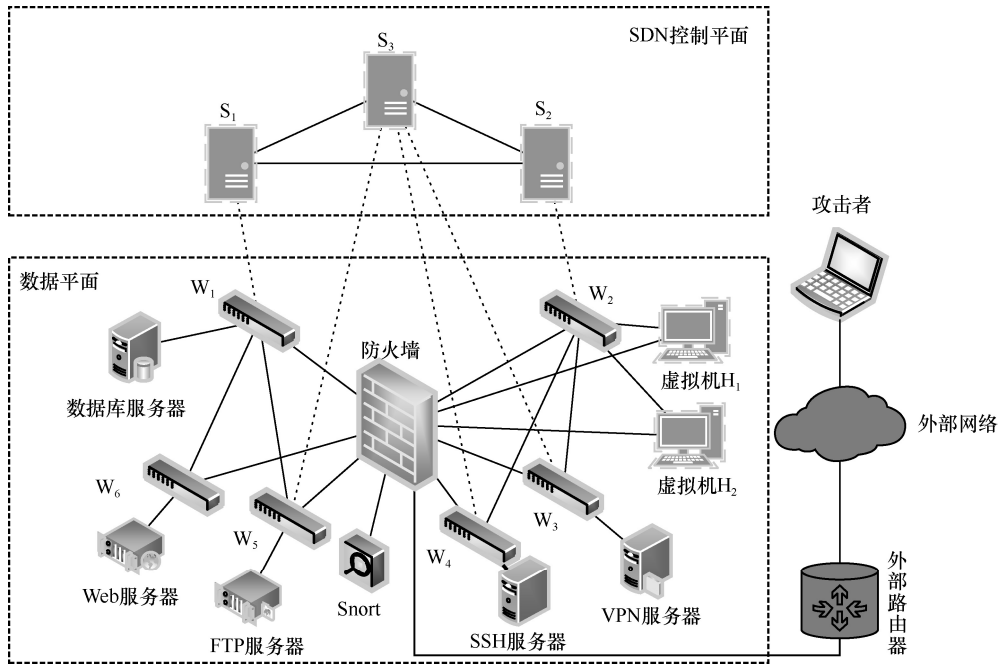 SDN控制平面
S3
S1
S2
攻击者
数据平面
W1
W2
防火墙
虚拟机H1
数据库服务器
外部网络
虚拟机H2
W6
W5
W4
W3
Web服务器
Snort
VPN服务器
FTP服务器
SSH服务器
外部路由器